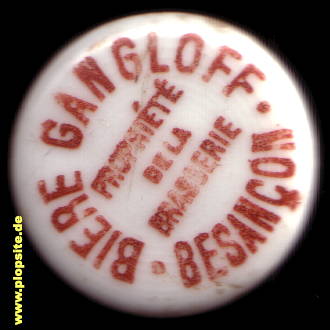 BIERE GANGLOFF · BESANÇON ·
PROPRIÉTÉ
DE LA
BRASSERIE
www.plopsite.de